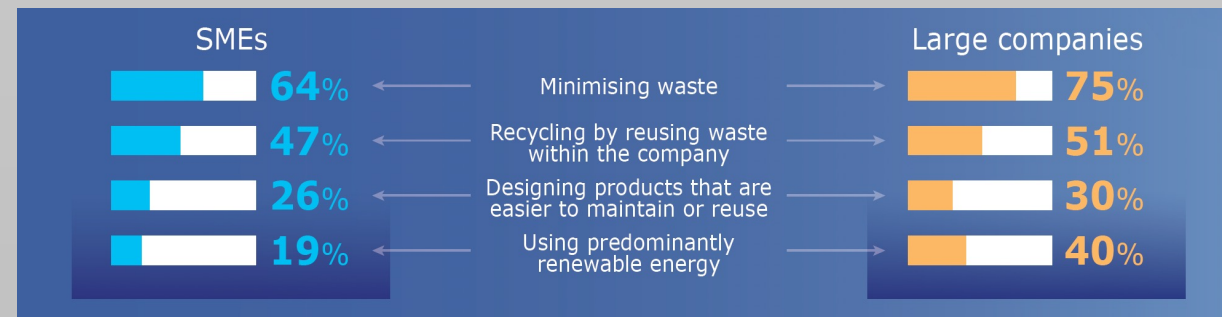 SMEs
Large companies
64% Minimising waste 75%
47% Recycling by reusing waste 51%
within the company
26% Designing products that are 30%
easier to maintain or reuse
19% Using predominantly 40%
renewable energy